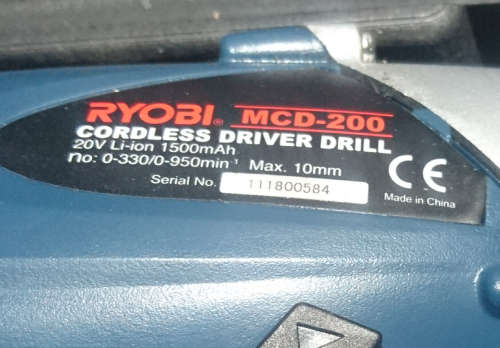 RYOBI® MCD-200
CORDLESS DRIVER DRILL
20V Li-ion 1500mAh
no: 0-330/0-950min⁻¹ Max. 10mm
Serial No. 111800584
CE
Made in China